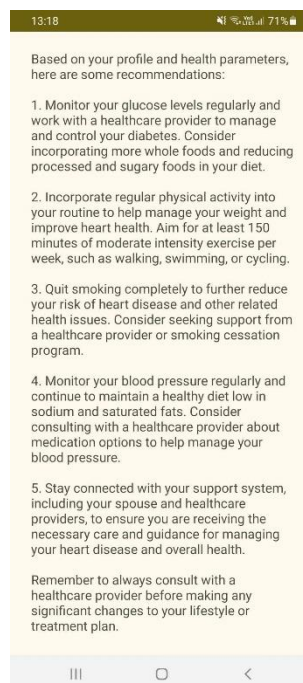 13:18
71%
Based on your profile and health parameters,
here are some recommendations:
1. Monitor your glucose levels regularly and
work with a healthcare provider to manage
and control your diabetes. Consider
incorporating more whole foods and reducing
processed and sugary foods in your diet.
2. Incorporate regular physical activity into
your routine to help manage your weight and
improve heart health. Aim for at least 150
minutes of moderate intensity exercise per
week, such as walking, swimming, or cycling.
3. Quit smoking completely to further reduce
your risk of heart disease and other related
health issues. Consider seeking support from
a healthcare provider or smoking cessation
program.
4. Monitor your blood pressure regularly and
continue to maintain a healthy diet low in
sodium and saturated fats. Consider
consulting with a healthcare provider about
medication options to help manage your
blood pressure.
5. Stay connected with your support system,
including your spouse and healthcare
providers, to ensure you are receiving the
necessary care and guidance for managing
your heart disease and overall health.
Remember to always consult with a
healthcare provider before making any
significant changes to your lifestyle or
treatment plan.